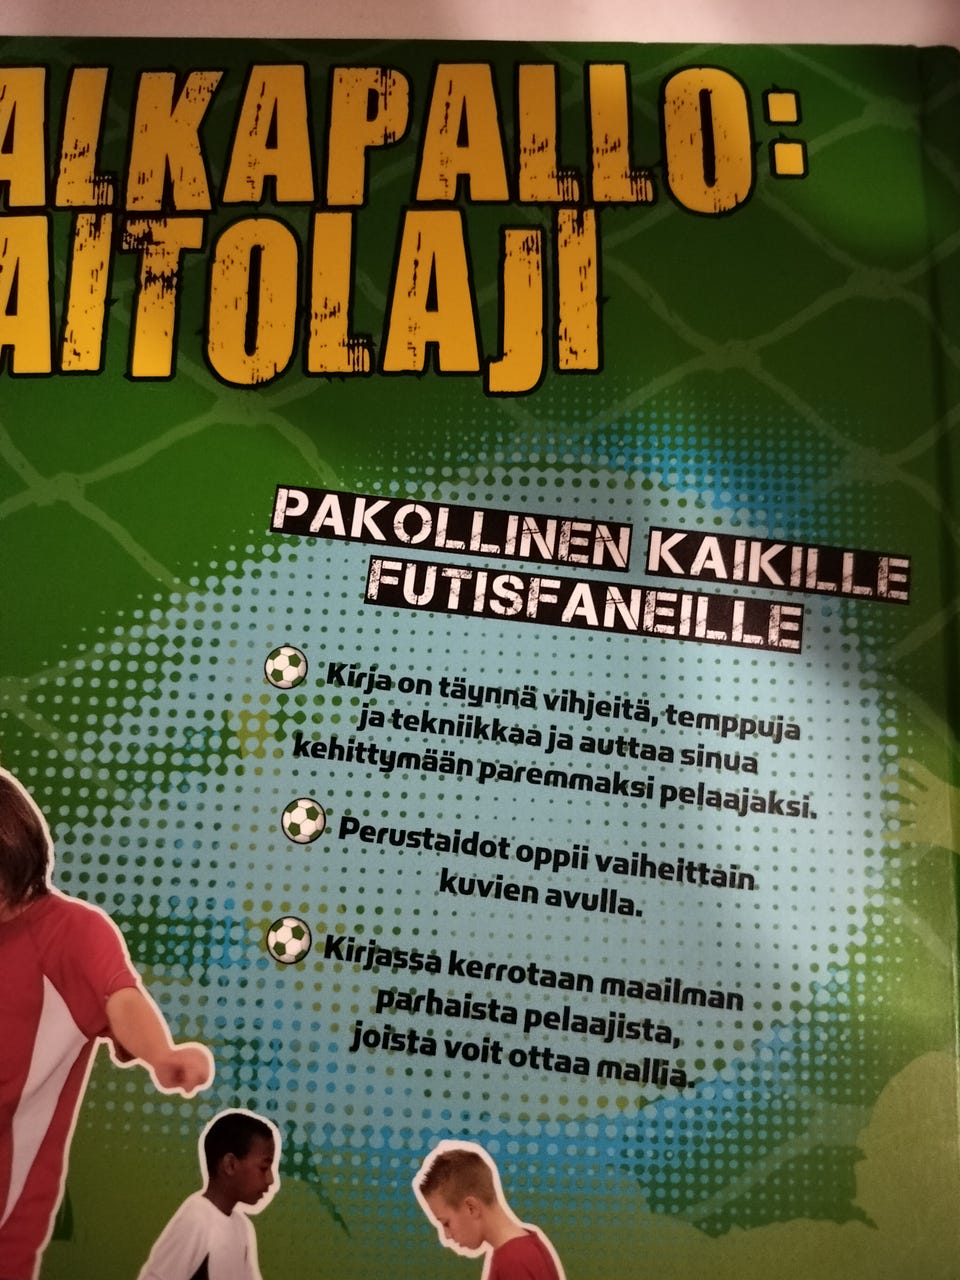 ALKAPALLO:
AITOLAJI
PAKOLLINEN KAIKILLE
FUTISFANEILLE
Kirja on täynnä vihjeitä, temppuja
ja tekniikkaa ja auttaa sinua
kehittymään paremmaksi pelaajaksi.
Perustaidot oppii vaiheittain
kuvien avulla.
Kirjassa kerrotaan maailman
parhaista pelaajista,
joista voit ottaa mallia.